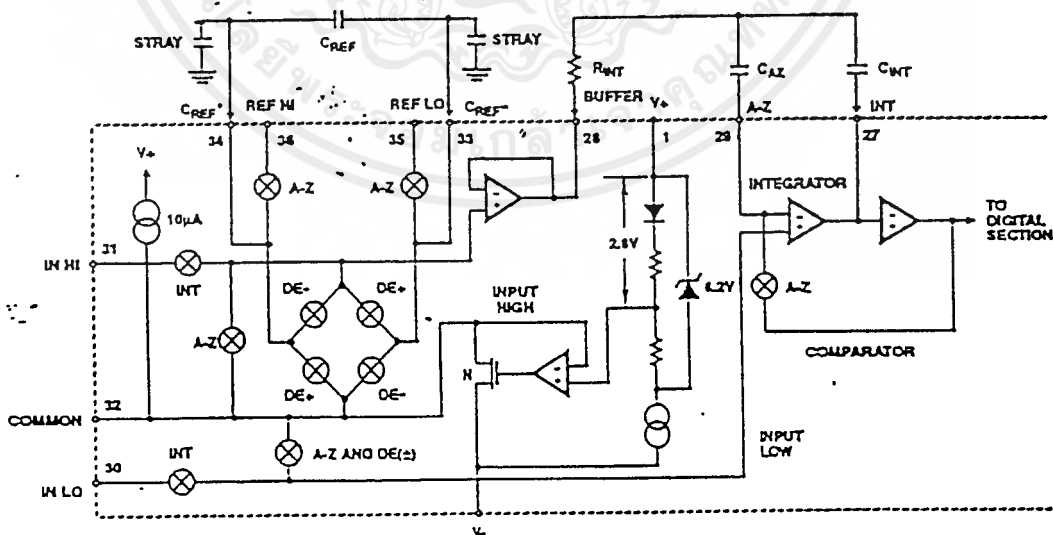 STRAY
CREF
STRAY
RINT
CAZ
CINT
CREF+
REF HI
REF LO
CREF-
BUFFER
V+
A-Z
INT
34
36
35
33
28
1
29
27
V+
10µA
A-Z
A-Z
INTEGRATOR
TO
DIGITAL
SECTION
31
IN HI
INT
DE-
DE+
2.8V
6.2V
A-Z
INPUT
HIGH
A-Z
DE+
DE-
N
COMPARATOR
32
COMMON
INT
A-Z AND DE(±)
INPUT
LOW
30
IN LO
V-